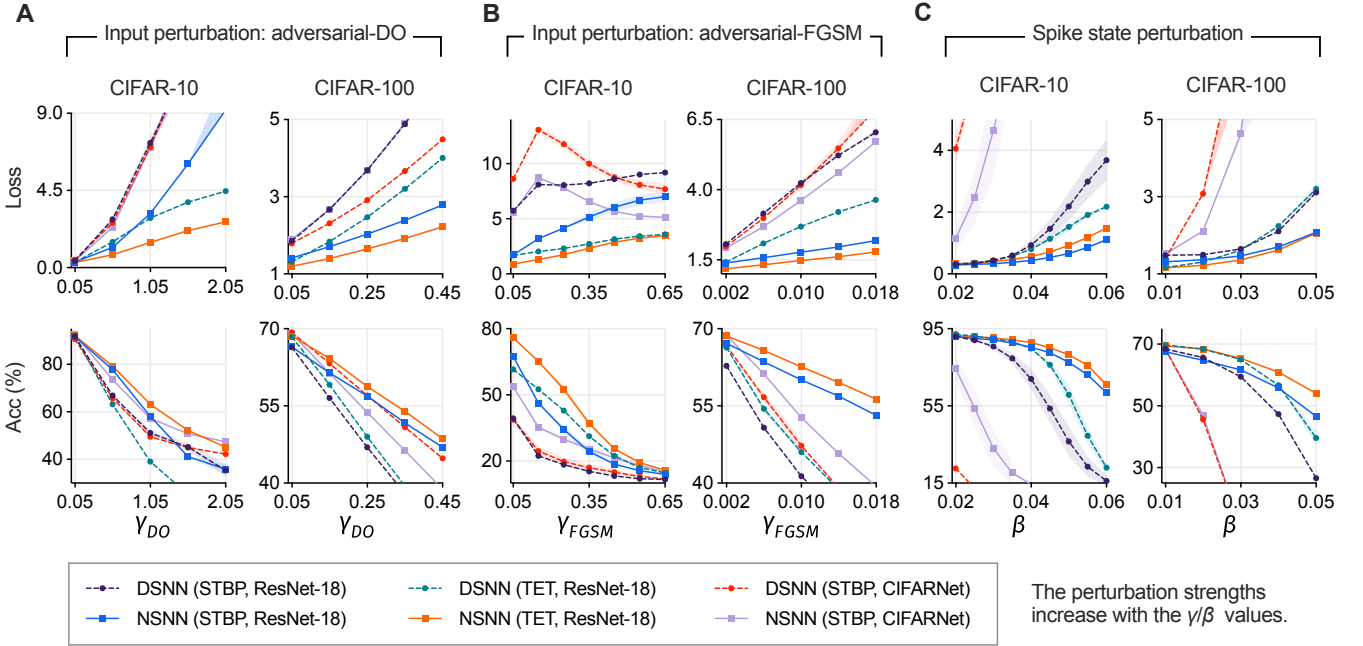 A
B
C
Input perturbation: adversarial-DO
Input perturbation: adversarial-FGSM
Spike state perturbation
CIFAR-10
CIFAR-100
CIFAR-10
CIFAR-100
CIFAR-10
CIFAR-100
Loss
9.0
4.5
0.0
0.05 1.05 2.05
5
3
1
0.05 0.25 0.45
10
5
0
0.05 0.35 0.65
6.5
4.0
1.5
0.002 0.010 0.018
4
2
0
0.02 0.04 0.06
5
3
1
0.01 0.03 0.05
Acc (%)
80
60
40
0.05 1.05 2.05
γDO
70
55
40
0.05 0.25 0.45
γDO
80
50
20
0.05 0.35 0.65
γFGSM
70
55
40
0.002 0.010 0.018
γFGSM
95
55
15
0.02 0.04 0.06
β
70
50
30
0.01 0.03 0.05
β
DSNN (STBP, ResNet-18)
DSNN (TET, ResNet-18)
DSNN (STBP, CIFARNet)
NSNN (STBP, ResNet-18)
NSNN (TET, ResNet-18)
NSNN (STBP, CIFARNet)
The perturbation strengths
increase with the γ/β values.